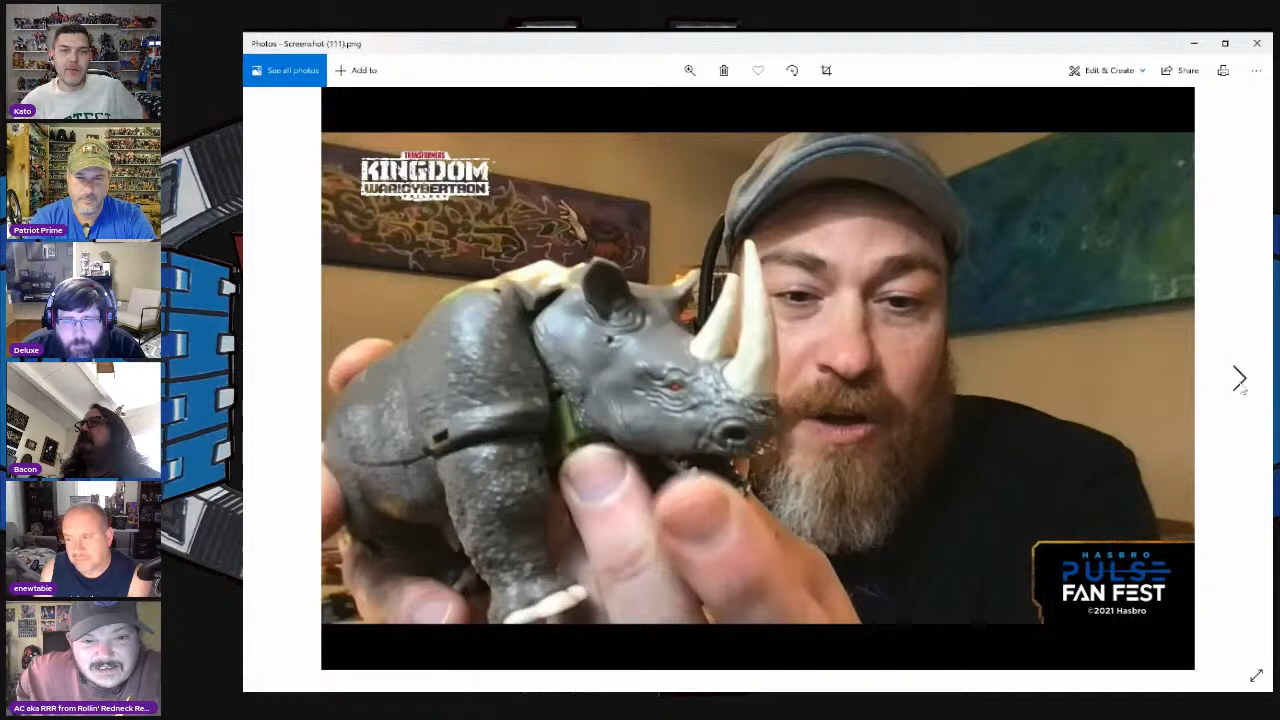 Kato
Patriot Prime
Deluxe
Bacon
enewtabie
AC aka RRR from Rollin' Redneck Re...
Photos - Screenshot (111).png
See all photos
Add to
Edit & Create
Share
TRANSFORMERS
KINGDOM
WAR FOR CYBERTRON
TRILOGY
HASBRO
PULSE
FAN FEST
©2021 Hasbro